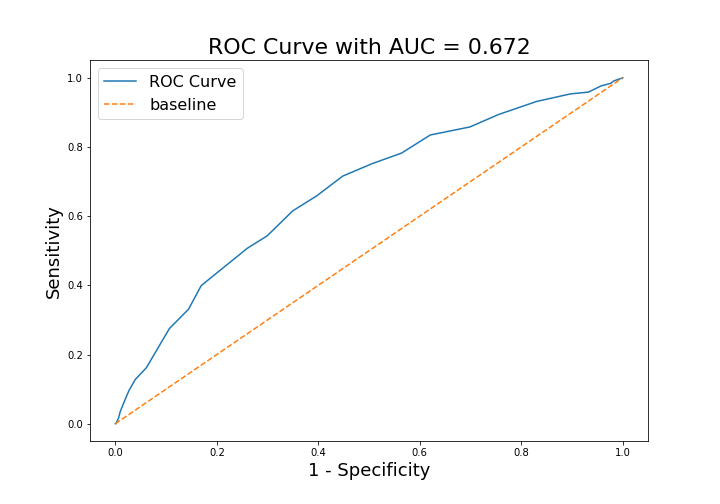 ROC Curve with AUC = 0.672
ROC Curve
baseline
Sensitivity
1.0
0.8
0.6
0.4
0.2
0.0
0.0 0.2 0.4 0.6 0.8 1.0
1 - Specificity